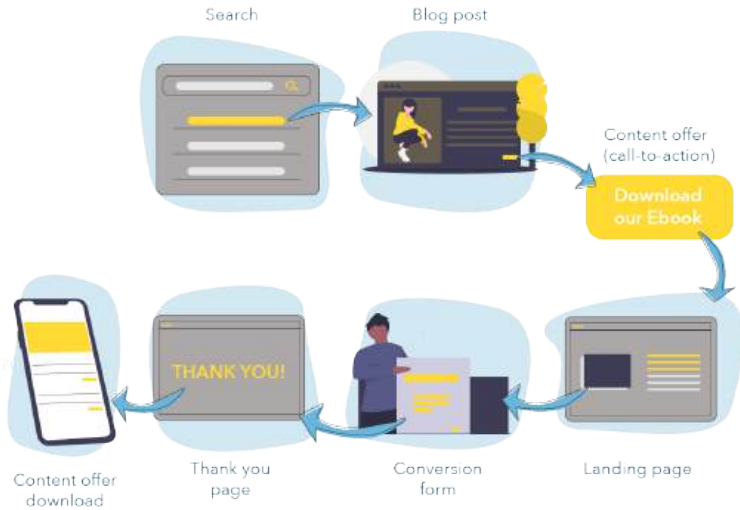 Search
Blog post
Content offer
(call-to-action)
Download
our Ebook
THANK YOU!
Content offer
download
Thank you
page
Conversion
form
Landing page